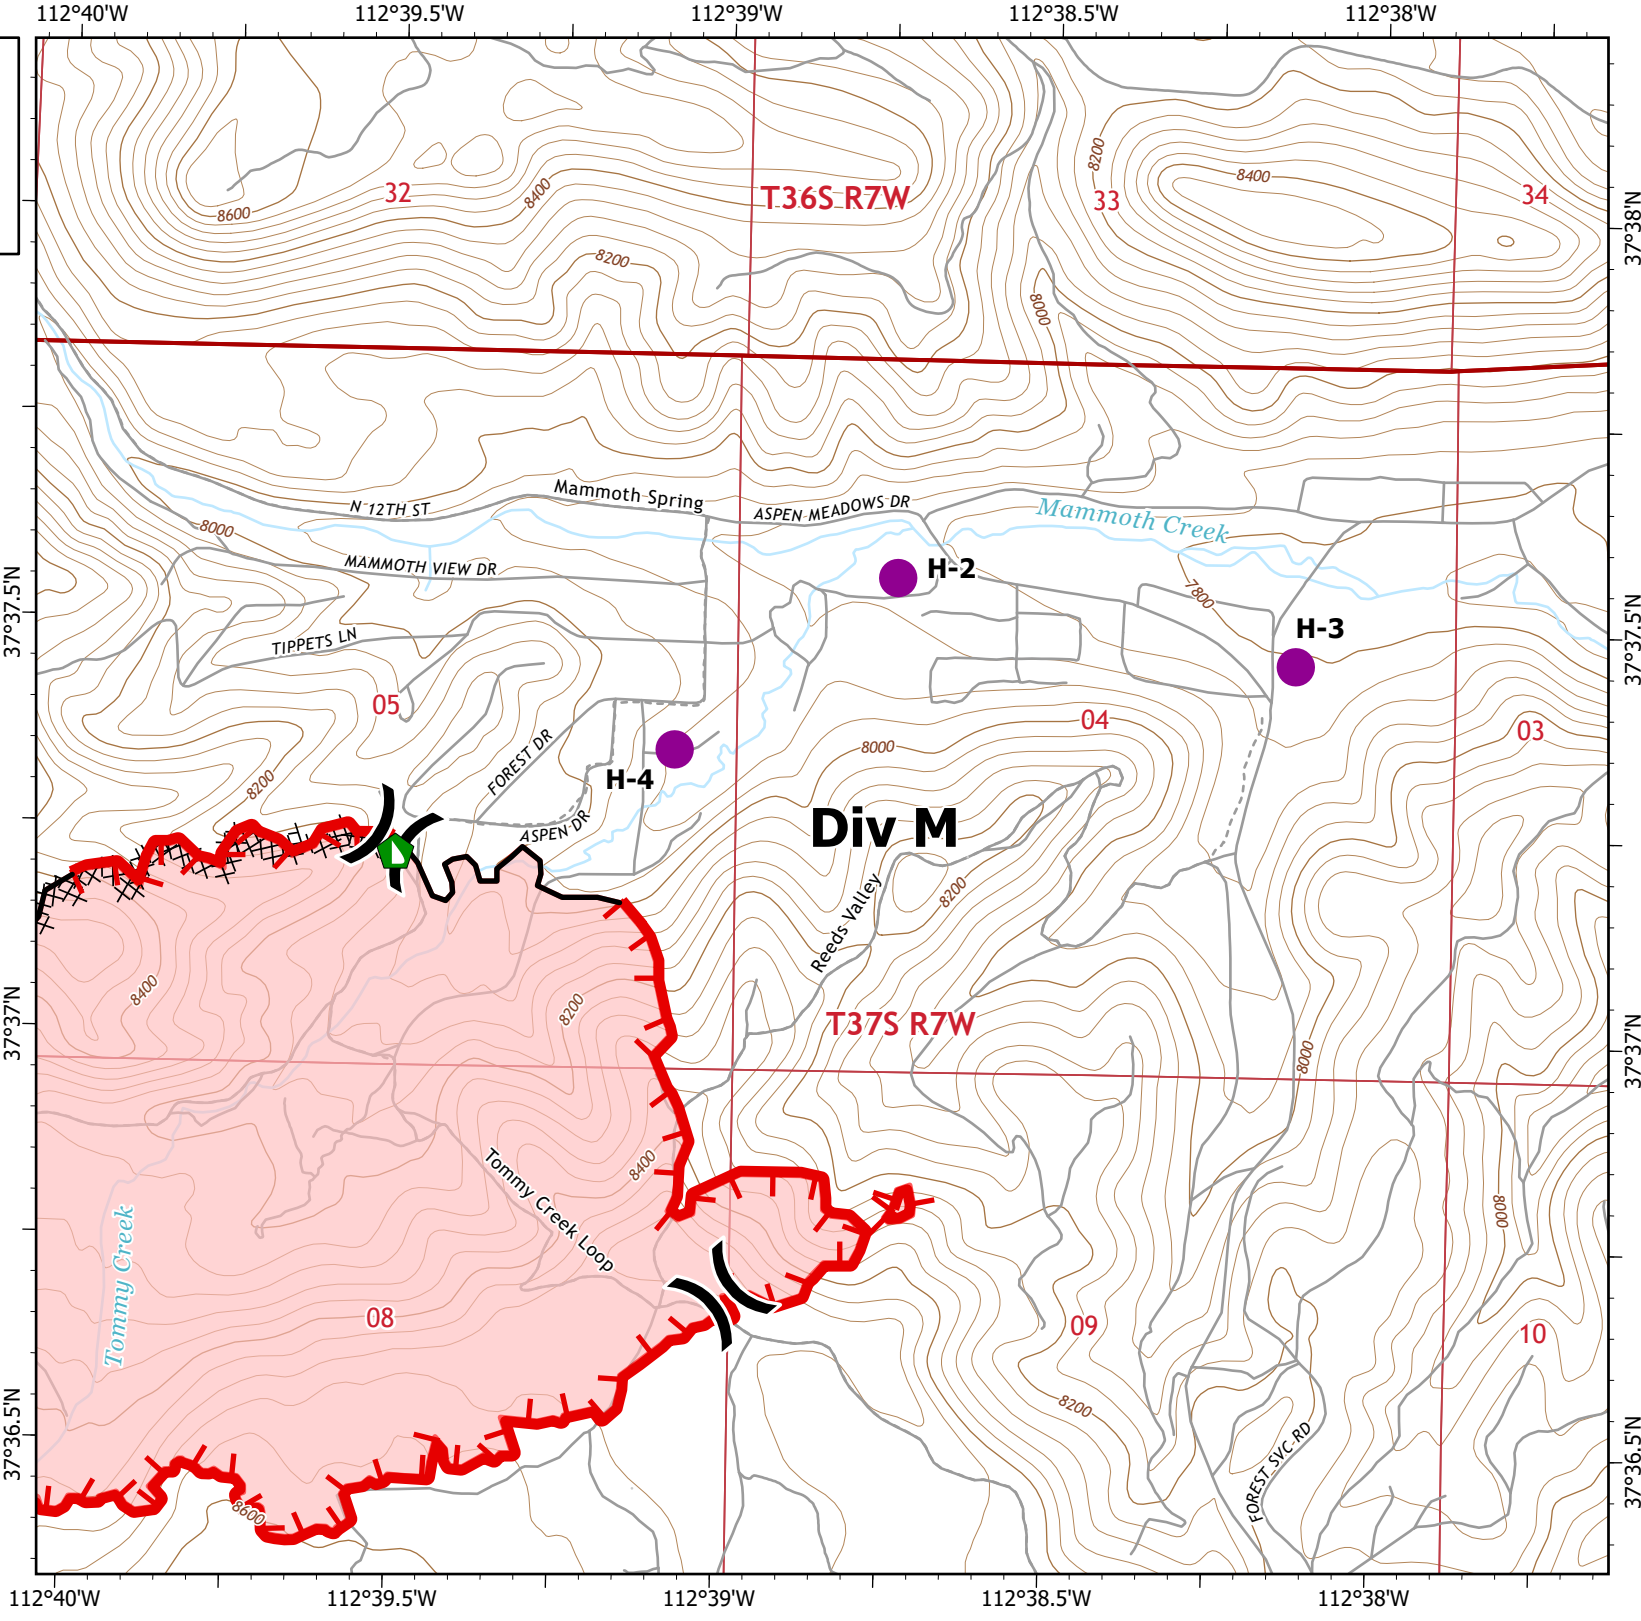 112°40'W
112°39.5'W
112°39'W
112°38.5'W
112°38'W
8200
8400
8600
32
8400
T36S R7W
33
34
37°38'N
8200
8000
Mammoth Spring
N 12TH ST
ASPEN MEADOWS DR
Mammoth Creek
8000
MAMMOTH VIEW DR
H-2
7800
37°37.5'N
H-3
37°37.5'N
TIPPETS LN
05
04
03
FOREST DR
8000
H-4
8200
ASPEN DR
Div M
8200
Reeds Valley
8400
8200
37°37'N
T37S R7W
8000
37°37'N
Tommy Creek Loop
8400
Tommy Creek
8000
08
09
10
8200
37°36.5'N
FOREST SVC RD
37°36.5'N
8600
112°40'W
112°39.5'W
112°39'W
112°38.5'W
112°38'W